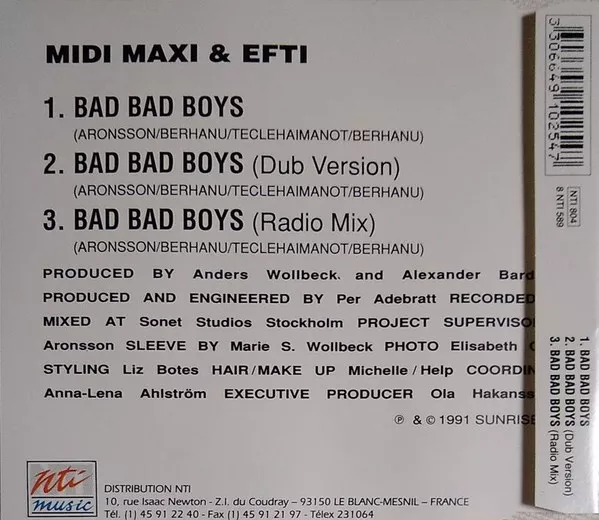 MIDI MAXI & EFTI
1. BAD BAD BOYS
(ARONSSON/BERHANU/TECLEHAIMANOT/BERHANU)
2. BAD BAD BOYS (Dub Version)
(ARONSSON/BERHANU/TECLEHAIMANOT/BERHANU)
3. BAD BAD BOYS (Radio Mix)
(ARONSSON/BERHANU/TECLEHAIMANOT/BERHANU)
PRODUCED BY Anders Wollbeck. and Alexander Bard
PRODUCED AND ENGINEERED BY Per Adebratt RECORDED
MIXED AT Sonet Studios Stockholm PROJECT SUPERVISO
Aronsson SLEEVE BY Marie S. Wollbeck PHOTO Elisabeth
STYLING Liz Botes HAIR/MAKE UP Michelle/Help COORDIN
Anna-Lena Ahlström EXECUTIVE PRODUCER Ola Hakanss
℗ & © 1991 SUNRISE
nti
music
DISTRIBUTION NTI
10, rue Isaac Newton - Z.I. du Coudray - 93150 LE BLANC-MESNIL – FRANCE
Tél. (1) 45 91 22 40 - Fax (1) 45 91 21 97 - Télex 231064
3 306649 102547
NTI 804
8 NTI 589
1. BAD BAD BOYS
2. BAD BAD BOYS (Dub Version)
3. BAD BAD BOYS (Radio Mix)